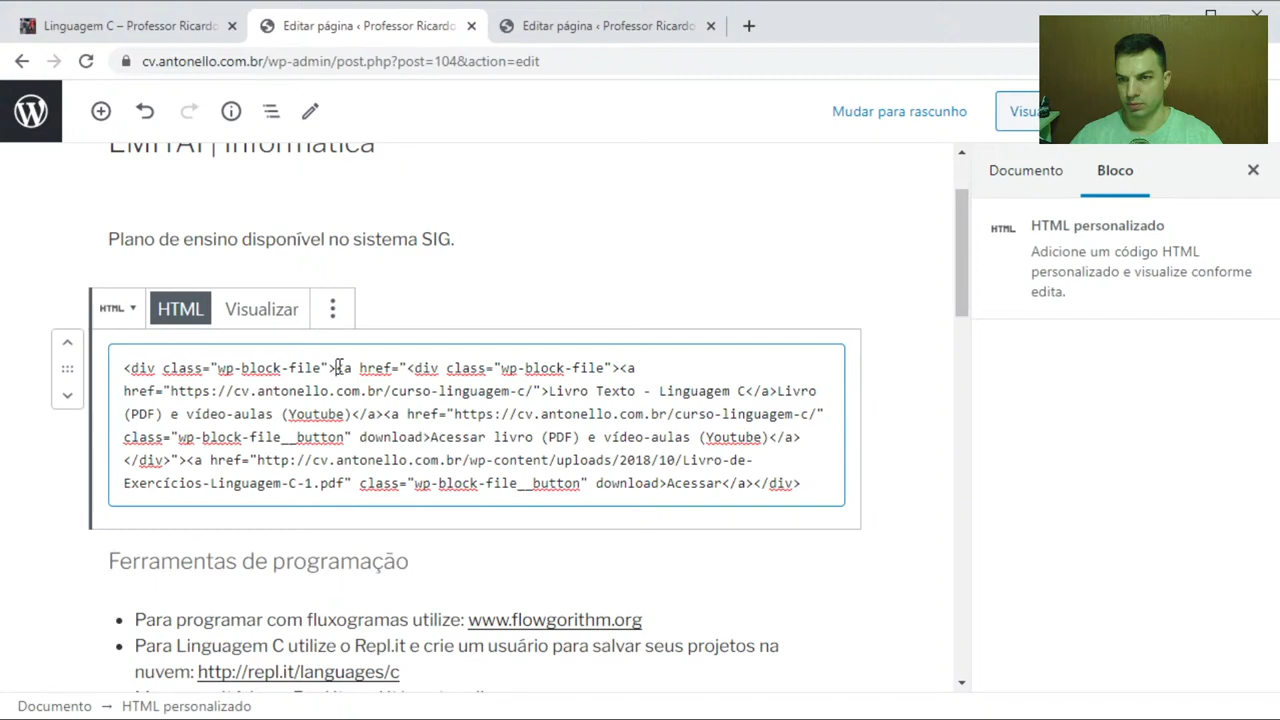 Linguagem C – Professor Ricardo
Editar página ‹ Professor Ricardo
Editar página ‹ Professor Ricardo
cv.antonello.com.br/wp-admin/post.php?post=104&action=edit
Mudar para rascunho
Visu
EMITAI | Informática
Documento
Bloco
Plano de ensino disponível no sistema SIG.
HTML
HTML personalizado
Adicione um código HTML
personalizado e visualize conforme
edita.
HTML
HTML
Visualizar
<div class="wp-block-file"><a href="<div class="wp-block-file"><a
href="https://cv.antonello.com.br/curso-linguagem-c/">Livro Texto - Linguagem C</a>Livro
(PDF) e vídeo-aulas (Youtube)</a><a href="https://cv.antonello.com.br/curso-linguagem-c/"
class="wp-block-file__button" download>Acessar livro (PDF) e vídeo-aulas (Youtube)</a>
</div>"><a href="http://cv.antonello.com.br/wp-content/uploads/2018/10/Livro-de-
Exercícios-Linguagem-C-1.pdf" class="wp-block-file__button" download>Acessar</a></div>
Ferramentas de programação
Para programar com fluxogramas utilize: www.flowgorithm.org
Para Linguagem C utilize o Repl.it e crie um usuário para salvar seus projetos na
nuvem: http://repl.it/languages/c
Documento → HTML personalizado